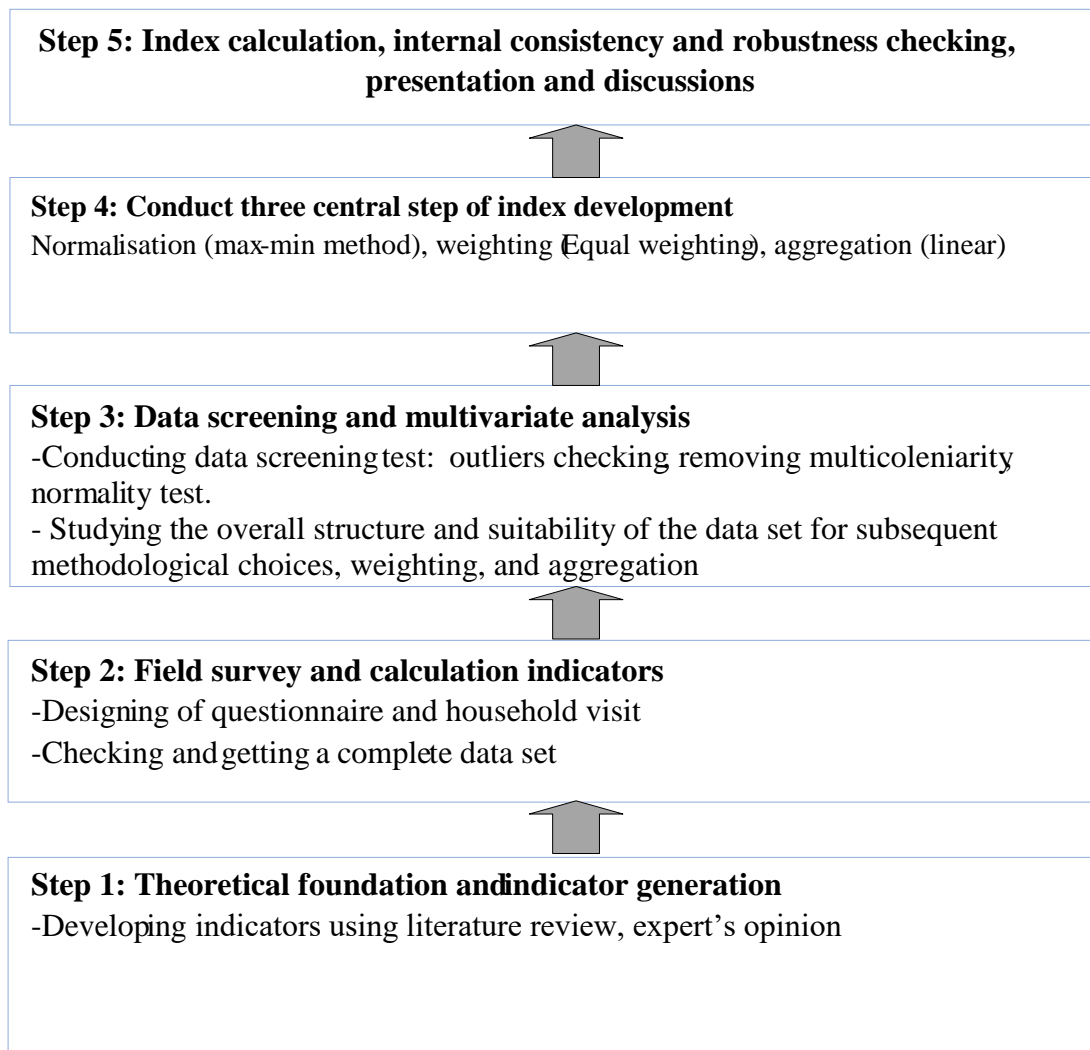 Step 5: Index calculation, internal consistency and robustness checking,
presentation and discussions
Step 4: Conduct three central step of index development
Normalisation (max-min method), weighting (Equal weighting), aggregation (linear)
Step 3: Data screening and multivariate analysis
-Conducting data screening test: outliers checking, removing multicoleniarity,
normality test.
- Studying the overall structure and suitability of the data set for subsequent
methodological choices, weighting, and aggregation
Step 2: Field survey and calculation indicators
-Designing of questionnaire and household visit
-Checking and getting a complete data set
Step 1: Theoretical foundation and indicator generation
-Developing indicators using literature review, expert’s opinion